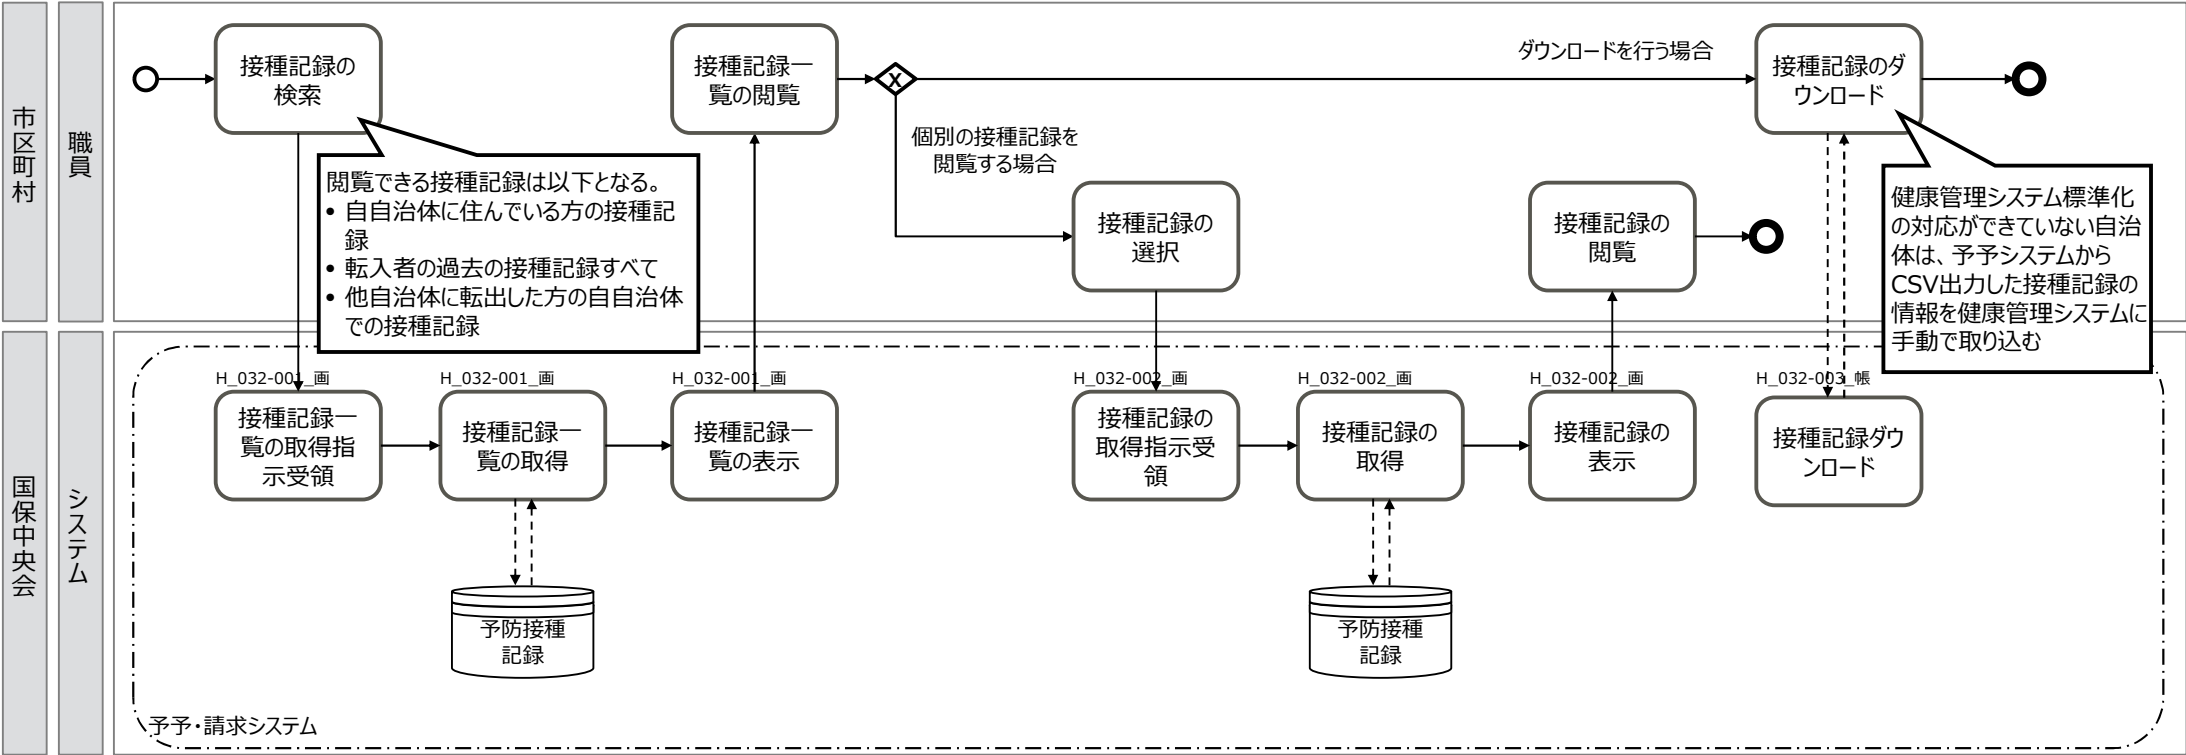 市区町村
職員
接種記録の
検索
接種記録一
覧の閲覧
X
ダウンロードを行う場合
接種記録のダ
ウンロード
個別の接種記録を
閲覧する場合
閲覧できる接種記録は以下となる。
• 自自治体に住んでいる方の接種記
録
• 転入者の過去の接種記録すべて
• 他自治体に転出した方の自自治体
での接種記録
接種記録の
選択
接種記録の
閲覧
健康管理システム標準化
の対応ができていない自治
体は、予予システムから
CSV出力した接種記録の
情報を健康管理システムに
手動で取り込む
国保中央会
システム
H_032-001_画
接種記録一
覧の取得指
示受領
H_032-001_画
接種記録一
覧の取得
H_032-001_画
接種記録一
覧の表示
H_032-002_画
接種記録の
取得指示受
領
H_032-002_画
接種記録の
取得
H_032-002_画
接種記録の
表示
H_032-003_帳
接種記録ダウ
ンロード
予防接種
記録
予防接種
記録
予予・請求システム